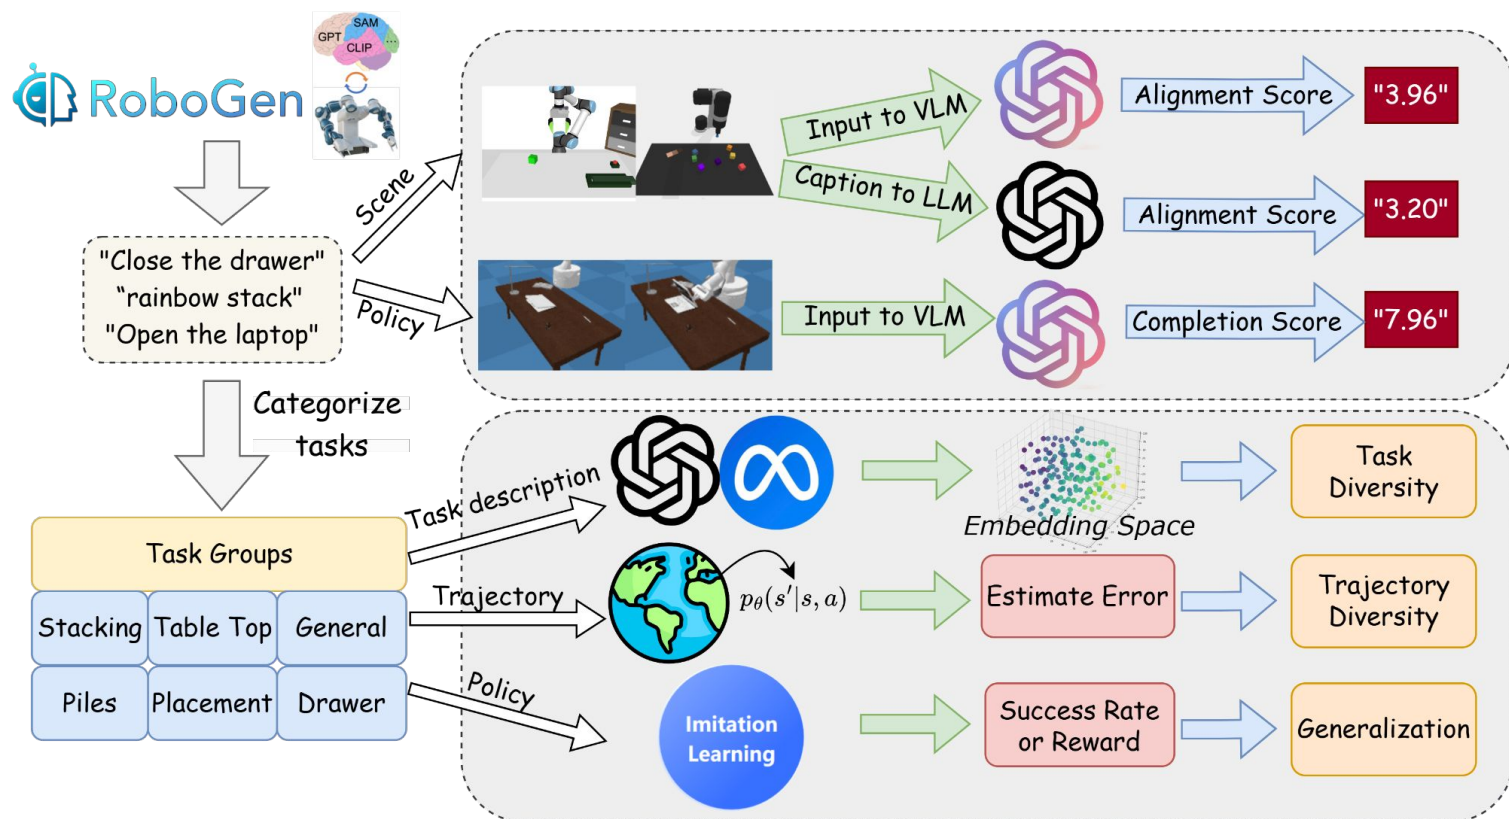 GPT
SAM
CLIP
...
RoboGen
"Close the drawer"
“rainbow stack"
"Open the laptop"
Scene
Policy
Input to VLM
Alignment Score
"3.96"
Caption to LLM
Alignment Score
"3.20"
Input to VLM
Completion Score
"7.96"
Categorize
tasks
Task Groups
Stacking
Table Top
General
Piles
Placement
Drawer
Task description
Embedding Space
Task
Diversity
Trajectory
pθ(s′|s, a)
Estimate Error
Trajectory
Diversity
Policy
Imitation
Learning
Success Rate
or Reward
Generalization